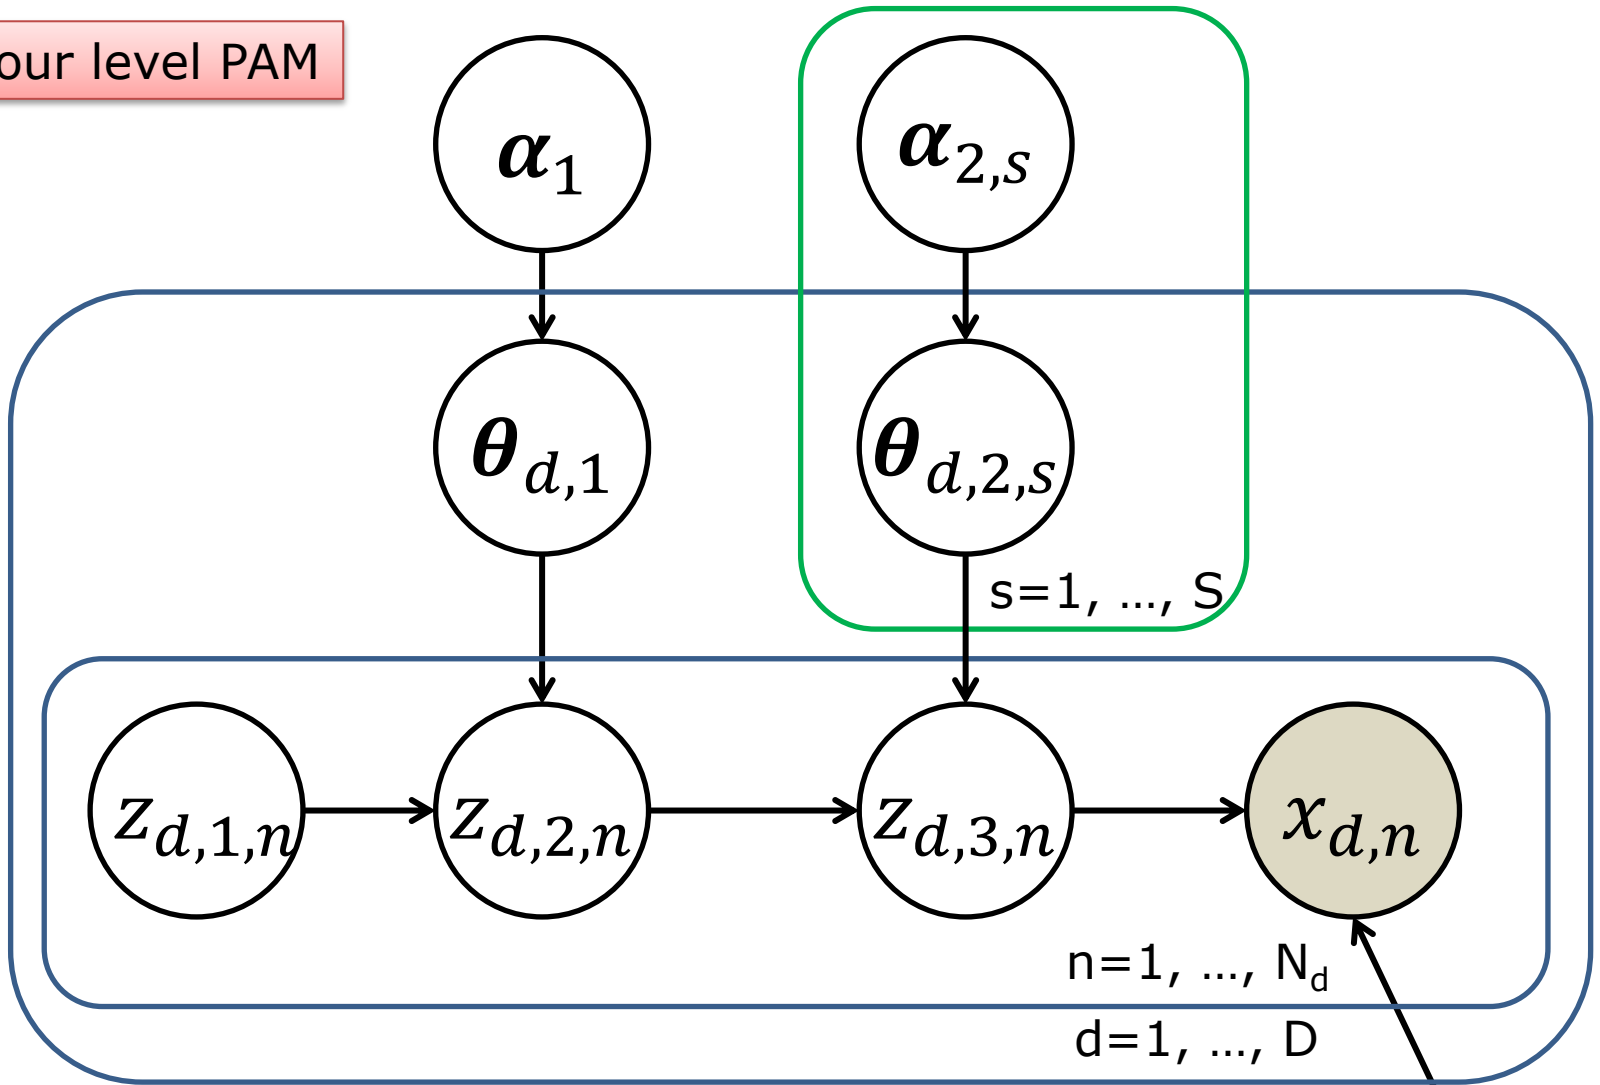 our level PAM
α₁
α₂,ₛ
θd,1
θd,2,s
s=1, …, S
zd,1,n
zd,2,n
zd,3,n
xd,n
n=1, …, Nd
d=1, …, D